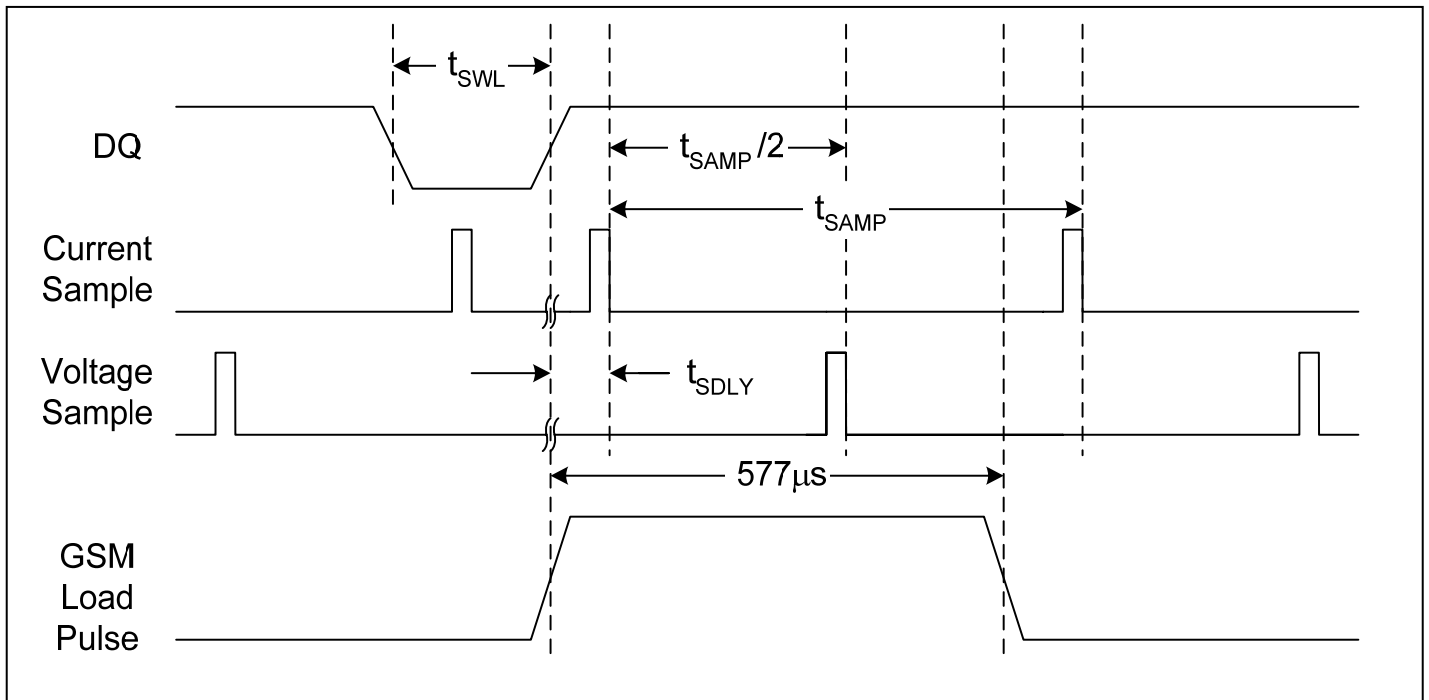 tSWL
DQ
tSAMP/2
tSAMP
Current
Sample
Voltage
Sample
tSDLY
577μs
GSM
Load
Pulse